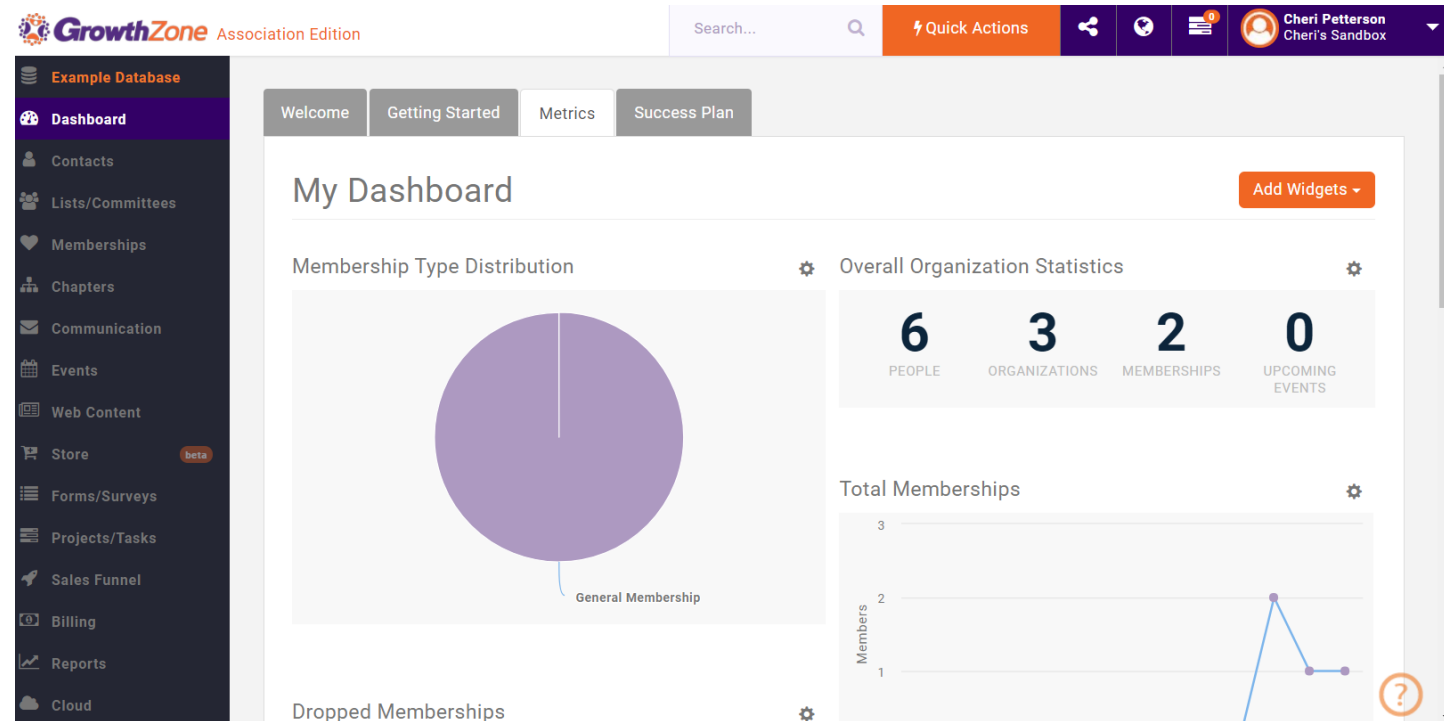 GrowthZone Association Edition
Search...
Quick Actions
0
Cheri Petterson
Cheri's Sandbox
Example Database
Dashboard
Contacts
Lists/Committees
Memberships
Chapters
Communication
Events
Web Content
Store beta
Forms/Surveys
Projects/Tasks
Sales Funnel
Billing
Reports
Cloud
Welcome Getting Started Metrics Success Plan
My Dashboard
Add Widgets
Membership Type Distribution
General Membership
Dropped Memberships
Overall Organization Statistics
6 3 2 0
PEOPLE ORGANIZATIONS MEMBERSHIPS UPCOMING
EVENTS
Total Memberships
3
2
1
Members
?